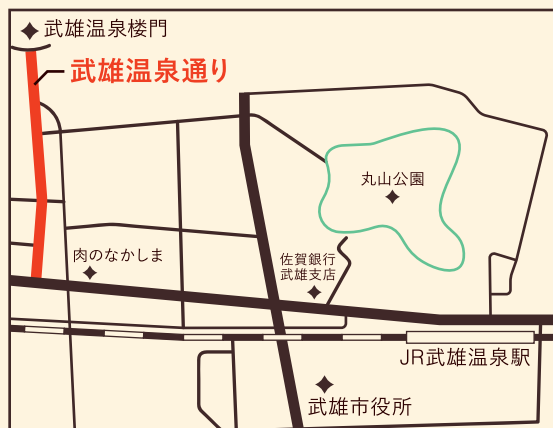 武雄温泉楼門
武雄温泉通り
丸山公園
肉のなかしま
佐賀銀行
武雄支店
JR武雄温泉駅
武雄市役所